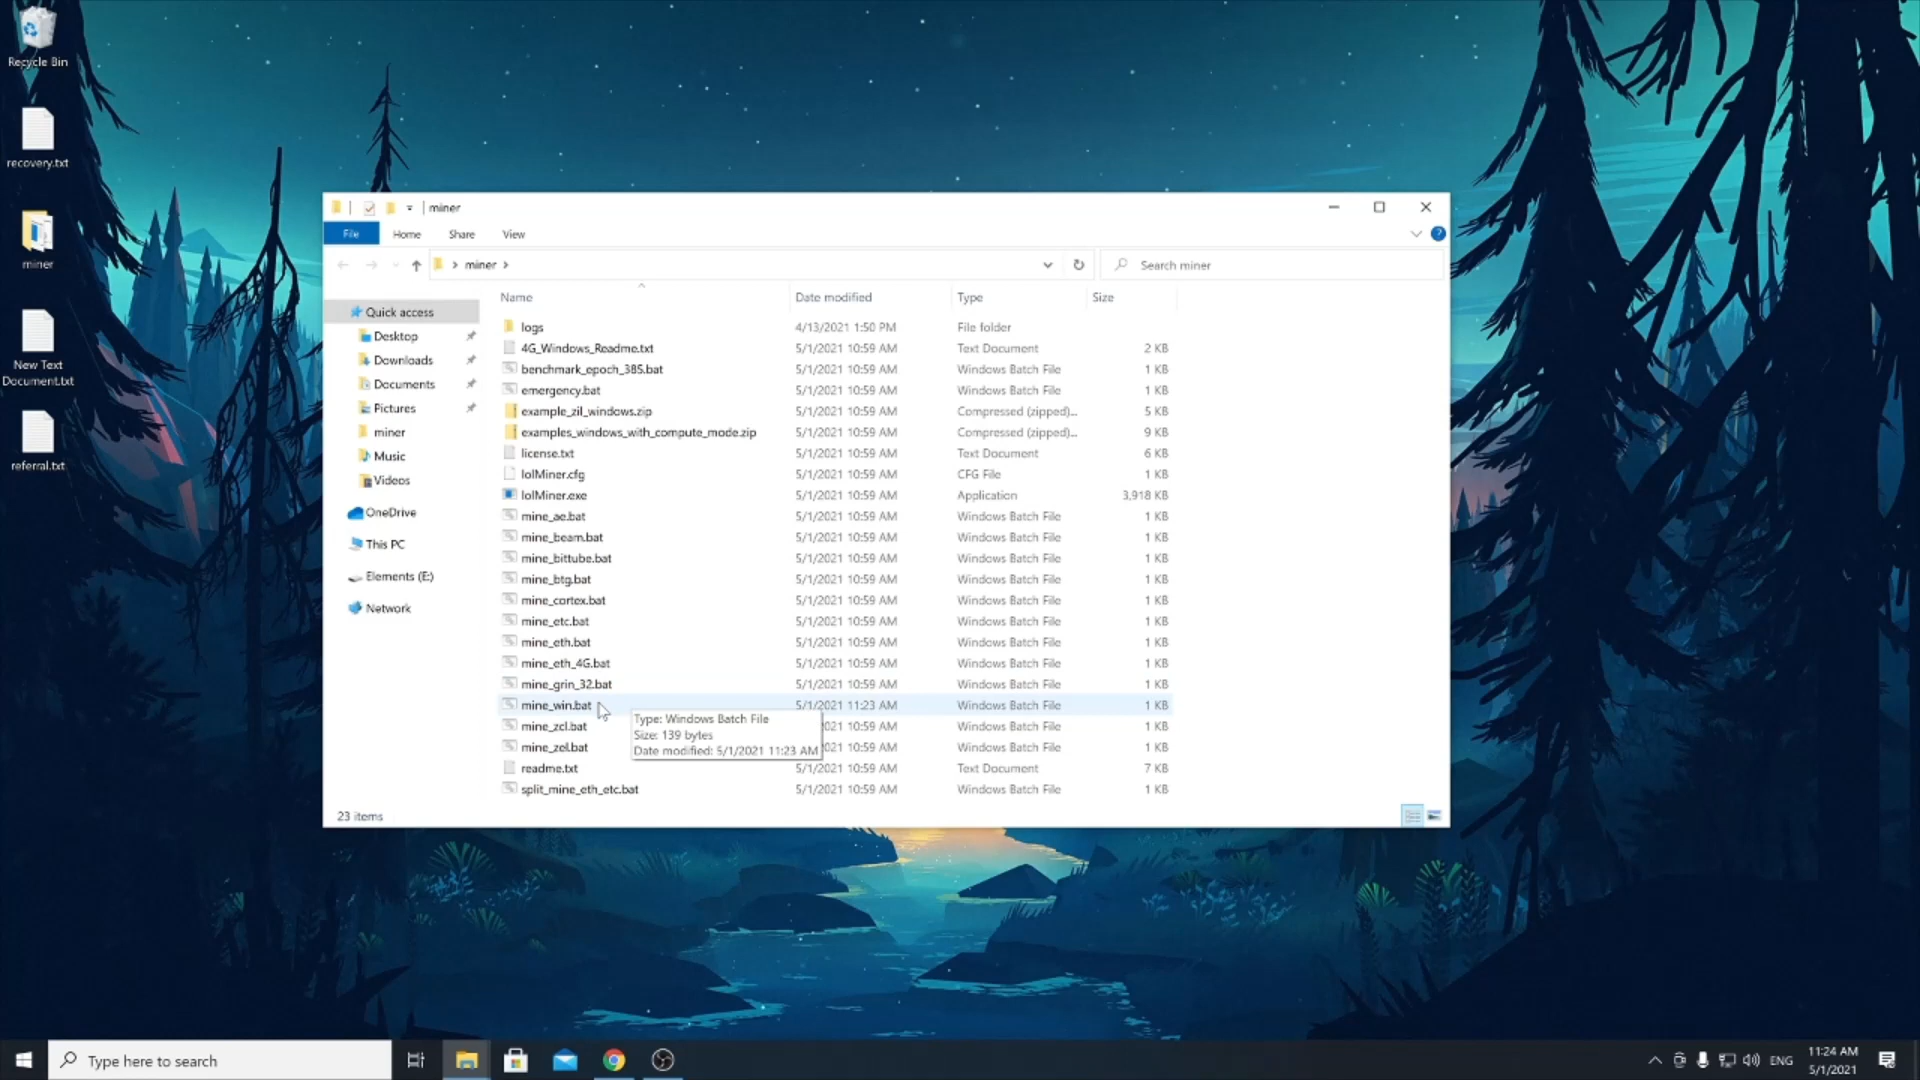 Recycle Bin
recovery.txt
miner
New Text
Document.txt
referral.txt
miner
File Home Share View
miner
Search miner
Quick access
Desktop
Downloads
Documents
Pictures
miner
Music
Videos
OneDrive
This PC
Elements (E:)
Network
Name Date modified Type Size
logs 4/13/2021 1:50 PM File folder
4G_Windows_Readme.txt 5/1/2021 10:59 AM Text Document 2 KB
benchmark_epoch_385.bat 5/1/2021 10:59 AM Windows Batch File 1 KB
emergency.bat 5/1/2021 10:59 AM Windows Batch File 1 KB
example_zil_windows.zip 5/1/2021 10:59 AM Compressed (zipped)... 5 KB
examples_windows_with_compute_mode.zip 5/1/2021 10:59 AM Compressed (zipped)... 9 KB
license.txt 5/1/2021 10:59 AM Text Document 6 KB
lolMiner.cfg 5/1/2021 10:59 AM CFG File 1 KB
lolMiner.exe 5/1/2021 10:59 AM Application 3,918 KB
mine_ae.bat 5/1/2021 10:59 AM Windows Batch File 1 KB
mine_beam.bat 5/1/2021 10:59 AM Windows Batch File 1 KB
mine_bittube.bat 5/1/2021 10:59 AM Windows Batch File 1 KB
mine_btg.bat 5/1/2021 10:59 AM Windows Batch File 1 KB
mine_cortex.bat 5/1/2021 10:59 AM Windows Batch File 1 KB
mine_etc.bat 5/1/2021 10:59 AM Windows Batch File 1 KB
mine_eth.bat 5/1/2021 10:59 AM Windows Batch File 1 KB
mine_eth_4G.bat 5/1/2021 10:59 AM Windows Batch File 1 KB
mine_grin_32.bat 5/1/2021 10:59 AM Windows Batch File 1 KB
mine_win.bat 5/1/2021 11:23 AM Windows Batch File 1 KB
mine_zcl.bat 10:59 AM Windows Batch File 1 KB
mine_zel.bat 10:59 AM Windows Batch File 1 KB
readme.txt 5/1/2021 10:59 AM Text Document 7 KB
split_mine_eth_etc.bat 5/1/2021 10:59 AM Windows Batch File 1 KB
Type: Windows Batch File
Size: 139 bytes
Date modified: 5/1/2021 11:23 AM
23 items
Type here to search
ENG
11:24 AM
5/1/2021